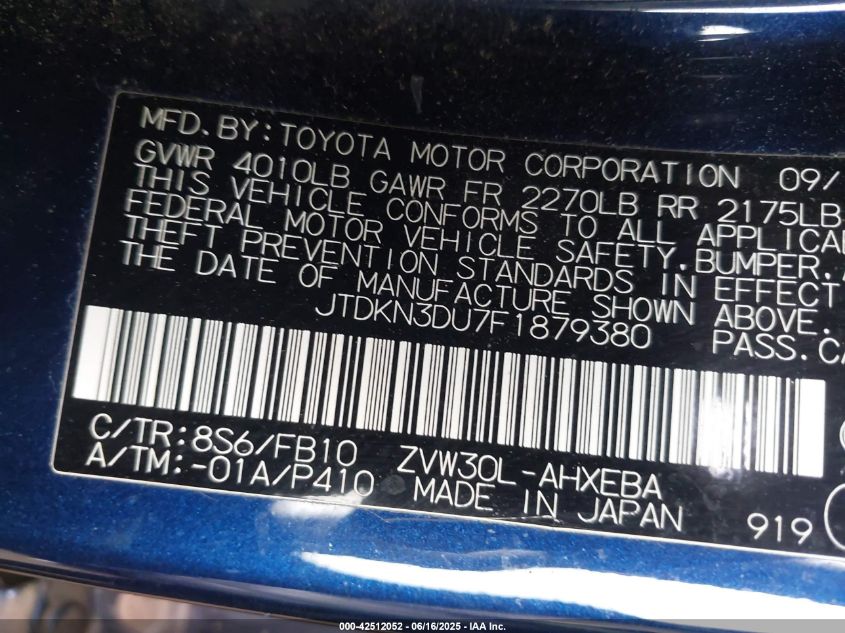 MFD.BY:TOYOTA MOTOR CORPORATION 09/
GVWR 4010LB GAWR FR 2270LB RR 2175LB
THIS VEHICLE CONFORMS TO ALL APPLICA
FEDERAL MOTOR VEHICLE SAFETY,BUMPER,
THEFT PREVENTION STANDARDS IN EFFECT
THE DATE OF MANUFACTURE SHOWN ABOVE.
JTDKN3DU7F1879380 PASS.CA
C/TR:8S6/FB10 ZVW30L-AHXEBA
A/TM:-01A/P410 MADE IN JAPAN 919
000-42512052 - 06/16/2025 - IAA Inc.